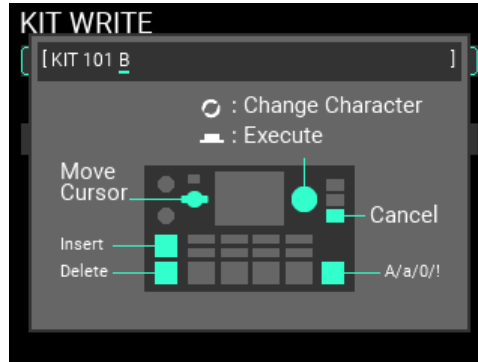 KIT WRITE
[ KIT 101 B ]
: Change Character
: Execute
Move
Cursor
Cancel
Insert
Delete
A/a/0/!